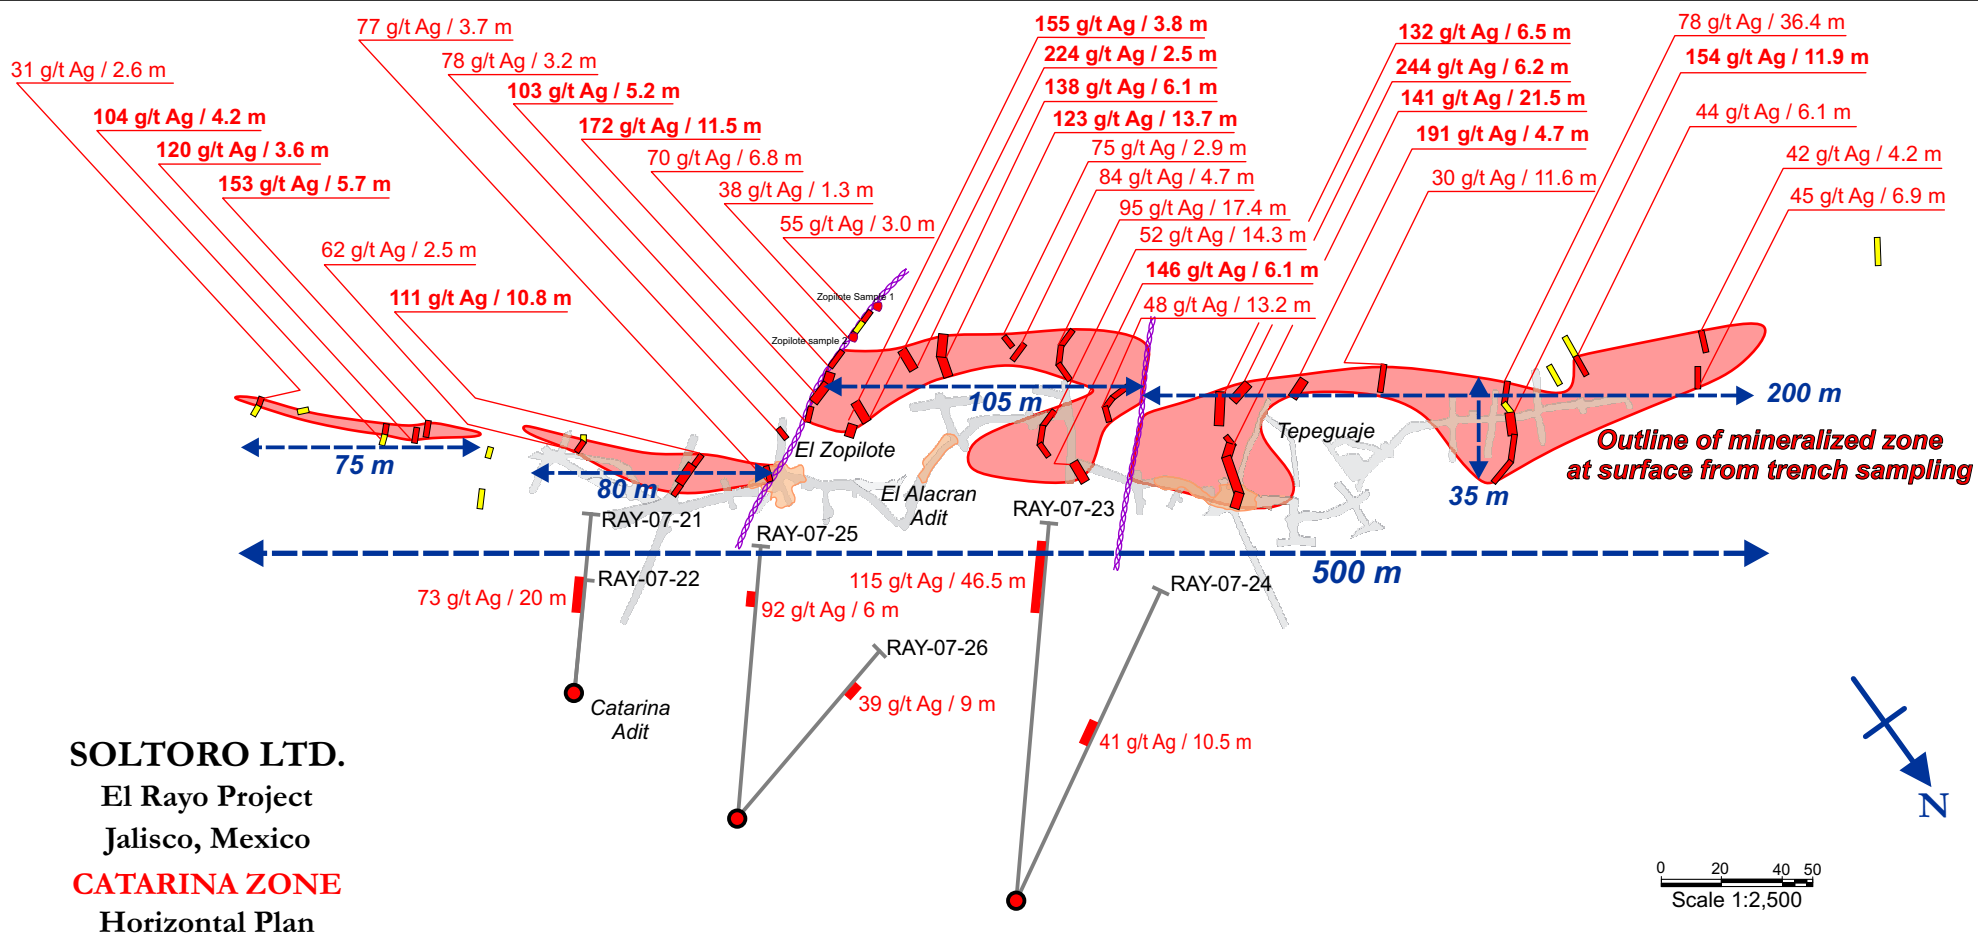 31 g/t Ag / 2.6 m
104 g/t Ag / 4.2 m
120 g/t Ag / 3.6 m
153 g/t Ag / 5.7 m
62 g/t Ag / 2.5 m
111 g/t Ag / 10.8 m
77 g/t Ag / 3.7 m
78 g/t Ag / 3.2 m
103 g/t Ag / 5.2 m
172 g/t Ag / 11.5 m
70 g/t Ag / 6.8 m
38 g/t Ag / 1.3 m
55 g/t Ag / 3.0 m
155 g/t Ag / 3.8 m
224 g/t Ag / 2.5 m
138 g/t Ag / 6.1 m
123 g/t Ag / 13.7 m
75 g/t Ag / 2.9 m
84 g/t Ag / 4.7 m
95 g/t Ag / 17.4 m
52 g/t Ag / 14.3 m
146 g/t Ag / 6.1 m
48 g/t Ag / 13.2 m
132 g/t Ag / 6.5 m
244 g/t Ag / 6.2 m
141 g/t Ag / 21.5 m
191 g/t Ag / 4.7 m
30 g/t Ag / 11.6 m
78 g/t Ag / 36.4 m
154 g/t Ag / 11.9 m
44 g/t Ag / 6.1 m
42 g/t Ag / 4.2 m
45 g/t Ag / 6.9 m
Zopilote Sample 1
Zopilote sample 2
75 m
80 m
105 m
200 m
35 m
500 m
El Zopilote
El Alacran
Adit
Tepeguaje
Outline of mineralized zone
at surface from trench sampling
RAY-07-21
RAY-07-22
73 g/t Ag / 20 m
RAY-07-25
92 g/t Ag / 6 m
RAY-07-26
39 g/t Ag / 9 m
RAY-07-23
115 g/t Ag / 46.5 m
RAY-07-24
41 g/t Ag / 10.5 m
Catarina
Adit
SOLTORO LTD.
El Rayo Project
Jalisco, Mexico
CATARINA ZONE
Horizontal Plan
N
0 20 40 50
Scale 1:2,500